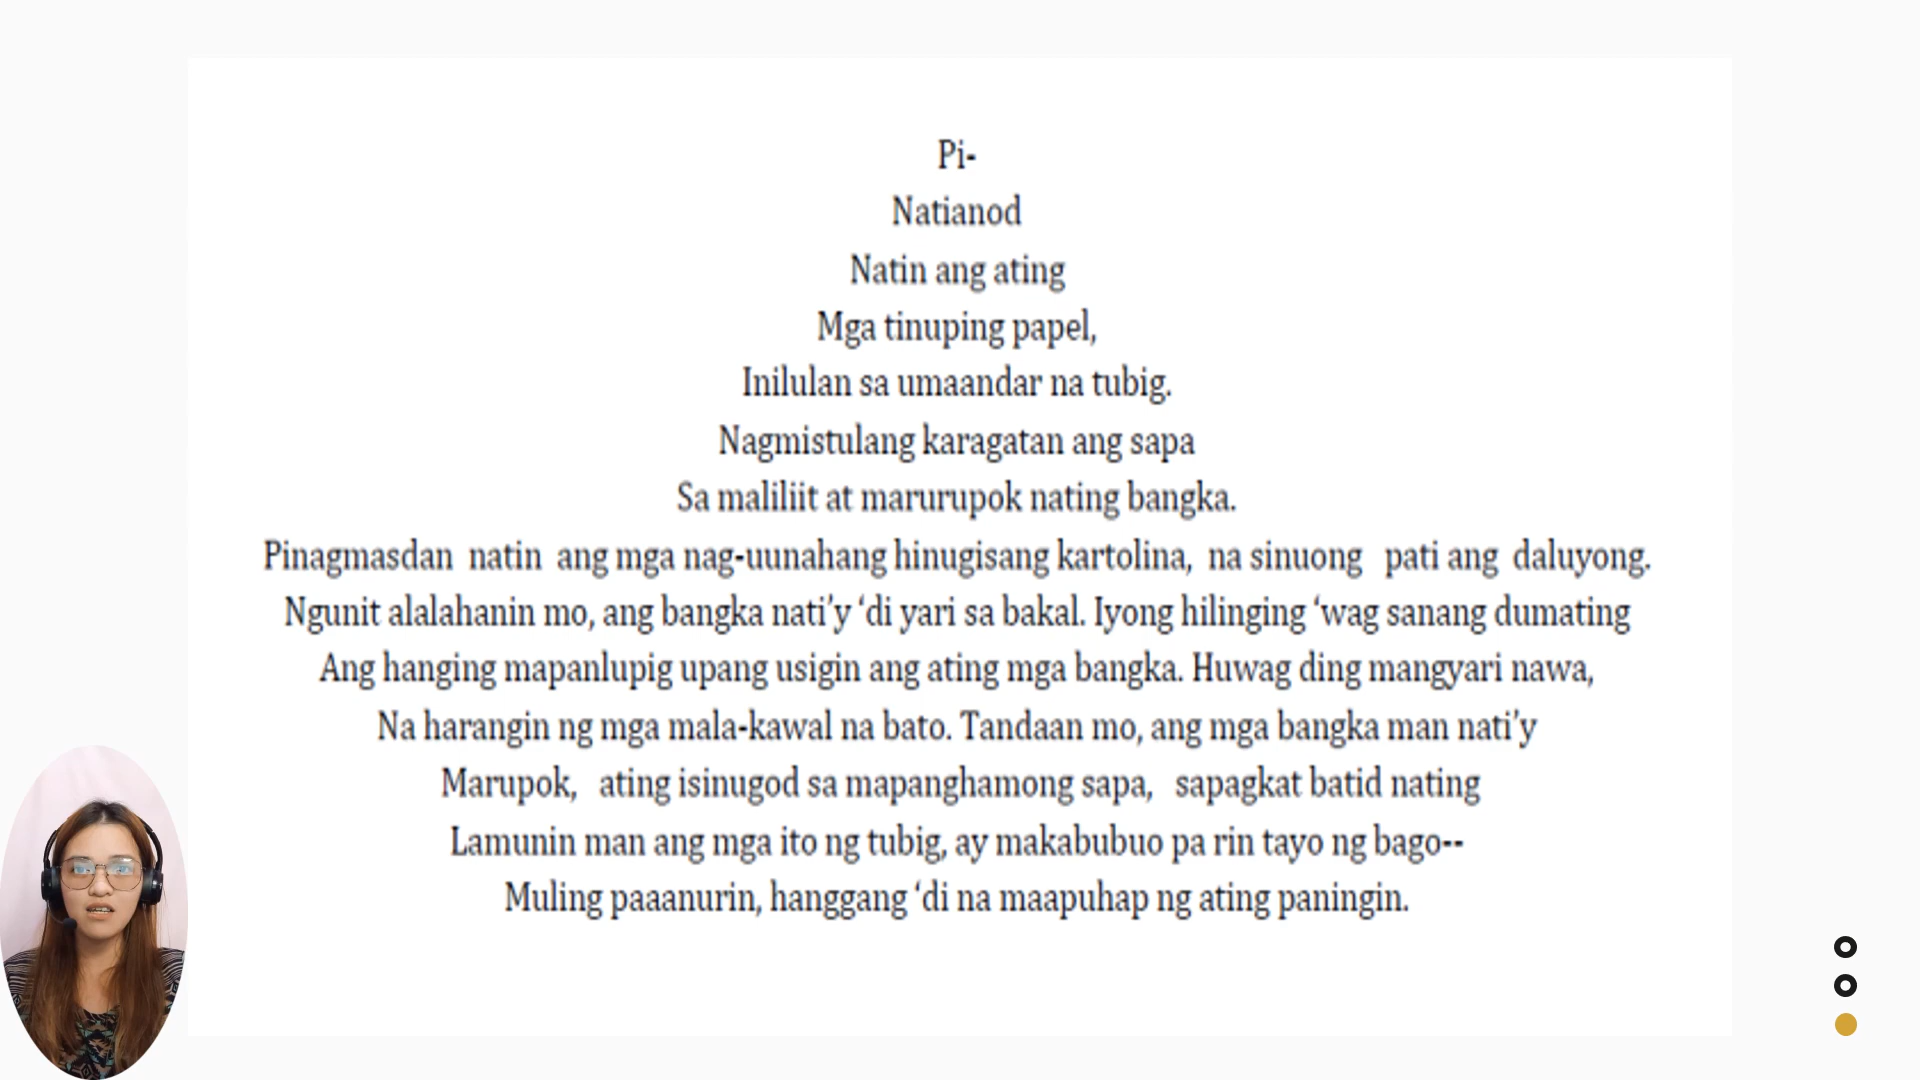 Pi-
Natianod
Natin ang ating
Mga tinuping papel,
Inilulan sa umaandar na tubig.
Nagmistulang karagatan ang sapa
Sa maliliit at marurupok nating bangka.
Pinagmasdan natin ang mga nag-uunahang hinugisang kartolina, na sinuong pati ang daluyong.
Ngunit alalahanin mo, ang bangka nati’y ‘di yari sa bakal. Iyong hilinging ‘wag sanang dumating
Ang hanging mapanlupig upang usigin ang ating mga bangka. Huwag ding mangyari nawa,
Na harangin ng mga mala-kawal na bato. Tandaan mo, ang mga bangka man nati’y
Marupok, ating isinugod sa mapanghamong sapa, sapagkat batid nating
Lamunin man ang mga ito ng tubig, ay makabubuo pa rin tayo ng bago--
Muling paaanurin, hanggang ‘di na maapuhap ng ating paningin.